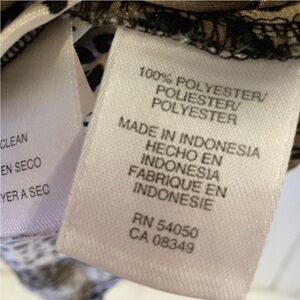 CLEAN
EN SECO
YER A SEC
100% POLYESTER/
POLIESTER/
POLYESTER
MADE IN INDONESIA
HECHO EN
INDONESIA
FABRIQUE EN
INDONESIE
RN 54050
CA 08349